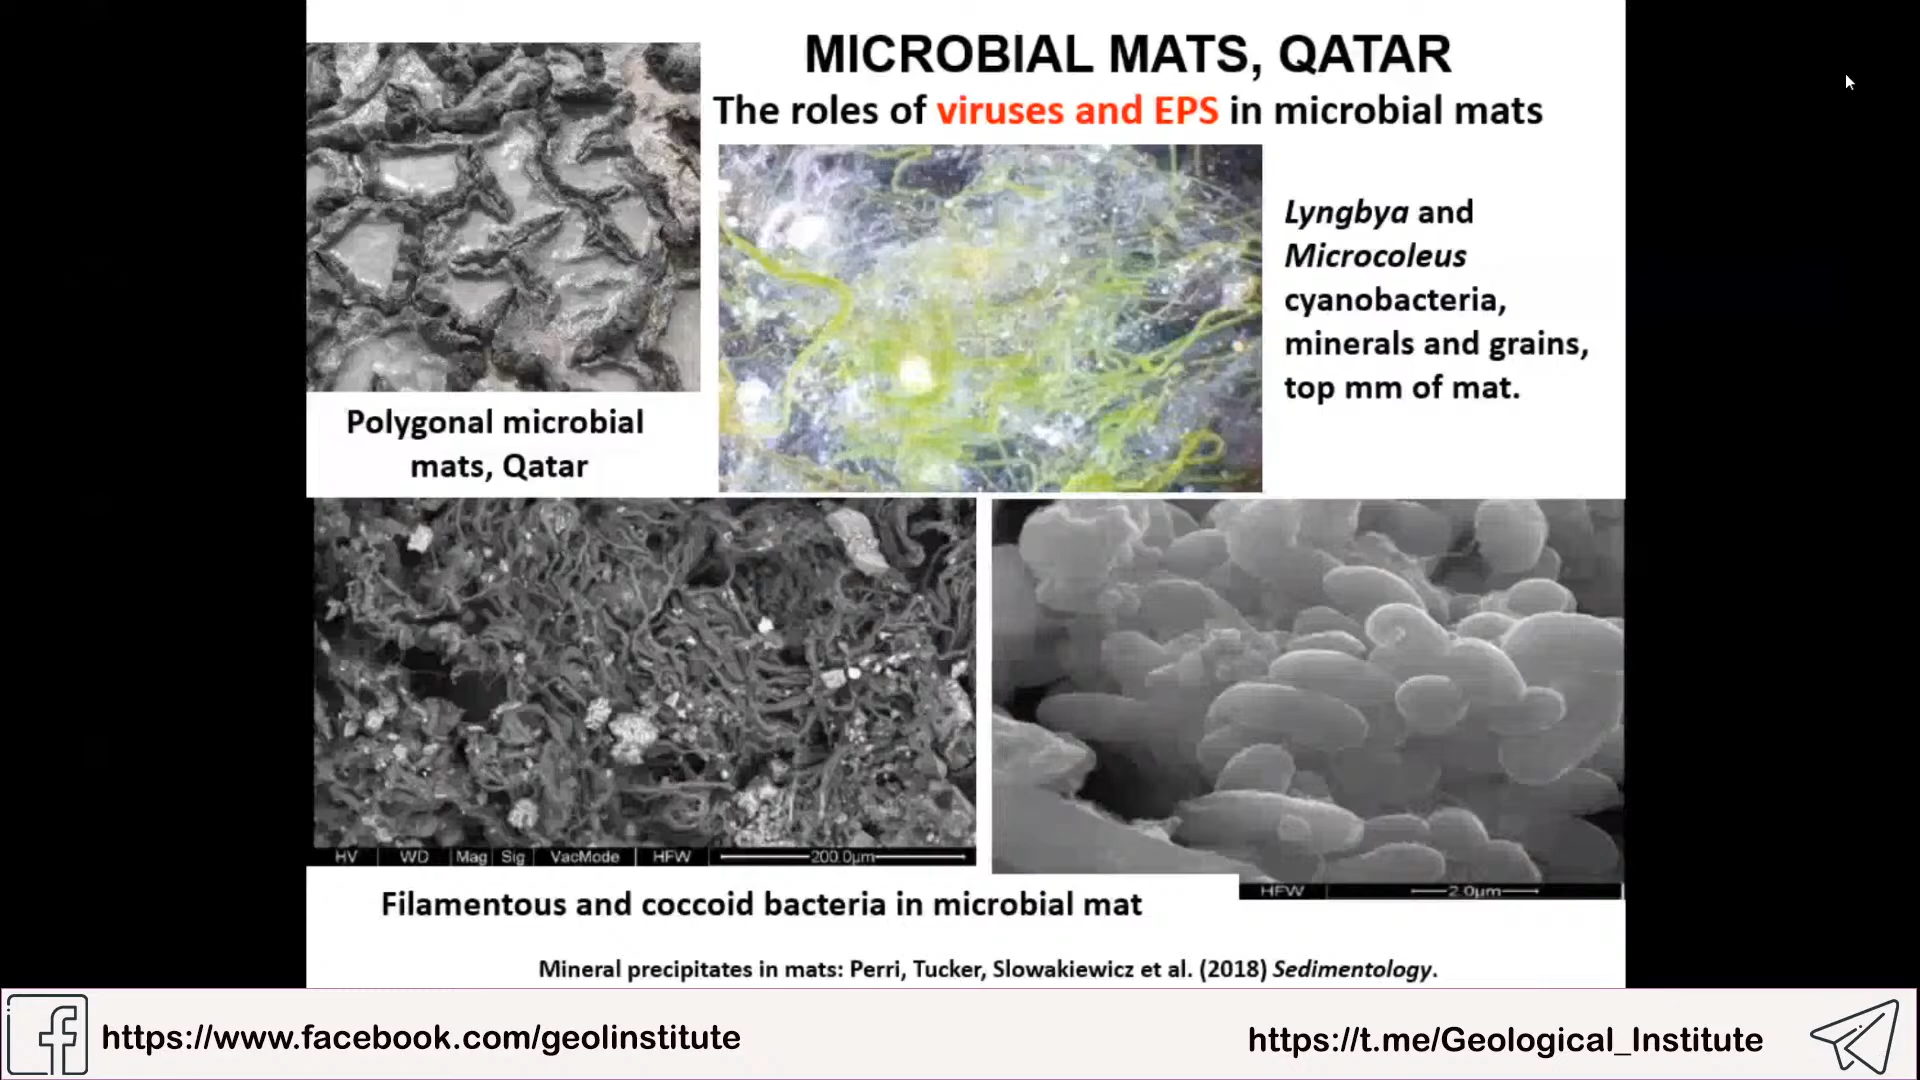 MICROBIAL MATS, QATAR
The roles of viruses and EPS in microbial mats
Lyngbya and
Microcoleus
cyanobacteria,
minerals and grains,
top mm of mat.
Polygonal microbial
mats, Qatar
HV WD Mag Sig VacMode HFW 200.0µm
HFW 2.0µm
Filamentous and coccoid bacteria in microbial mat
Mineral precipitates in mats: Perri, Tucker, Slowakiewicz et al. (2018) Sedimentology.
https://www.facebook.com/geolinstitute
https://t.me/Geological_Institute